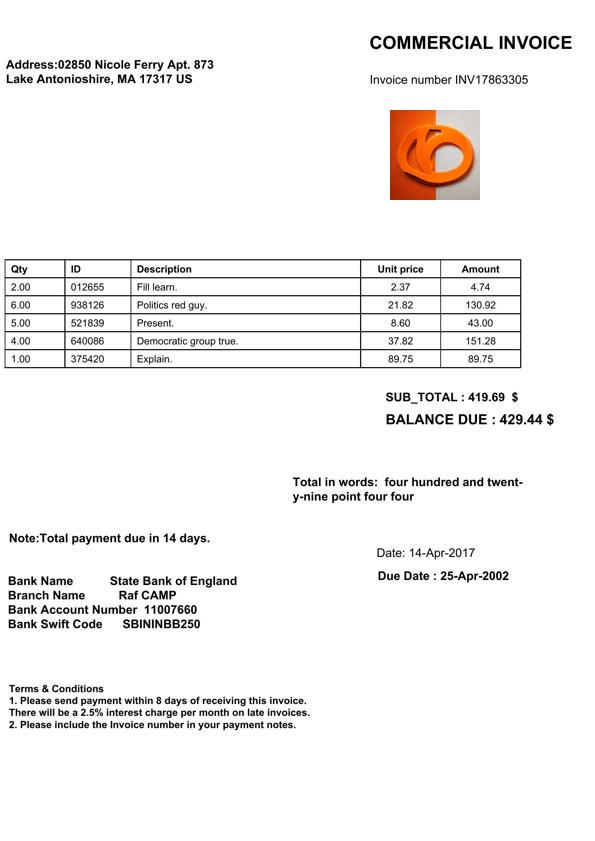 COMMERCIAL INVOICE
Address:02850 Nicole Ferry Apt. 873
Lake Antonioshire, MA 17317 US
Invoice number INV17863305
Qty ID Description Unit price Amount
2.00 012655 Fill learn. 2.37 4.74
6.00 938126 Politics red guy. 21.82 130.92
5.00 521839 Present. 8.60 43.00
4.00 640086 Democratic group true. 37.82 151.28
1.00 375420 Explain. 89.75 89.75
SUB_TOTAL : 419.69 $
BALANCE DUE : 429.44 $
Total in words: four hundred and twent-
y-nine point four four
Note:Total payment due in 14 days.
Date: 14-Apr-2017
Due Date : 25-Apr-2002
Bank Name State Bank of England
Branch Name Raf CAMP
Bank Account Number 11007660
Bank Swift Code SBININBB250
Terms & Conditions
1. Please send payment within 8 days of receiving this invoice.
There will be a 2.5% interest charge per month on late invoices.
2. Please include the Invoice number in your payment notes.